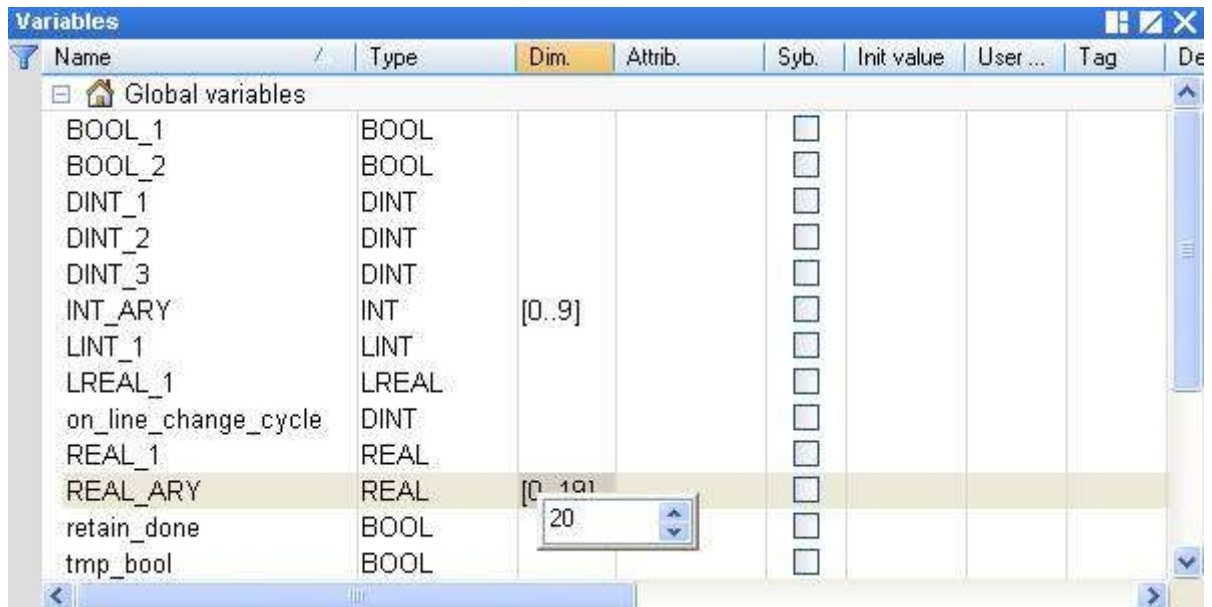 Variables
Name Type Dim. Attrib. Syb. Init value User ... Tag De
Global variables
BOOL_1 BOOL
BOOL_2 BOOL
DINT_1 DINT
DINT_2 DINT
DINT_3 DINT
INT_ARY INT [0..9]
LINT_1 LINT
LREAL_1 LREAL
on_line_change_cycle DINT
REAL_1 REAL
REAL_ARY REAL [0..19]
retain_done BOOL 20
tmp_bool BOOL